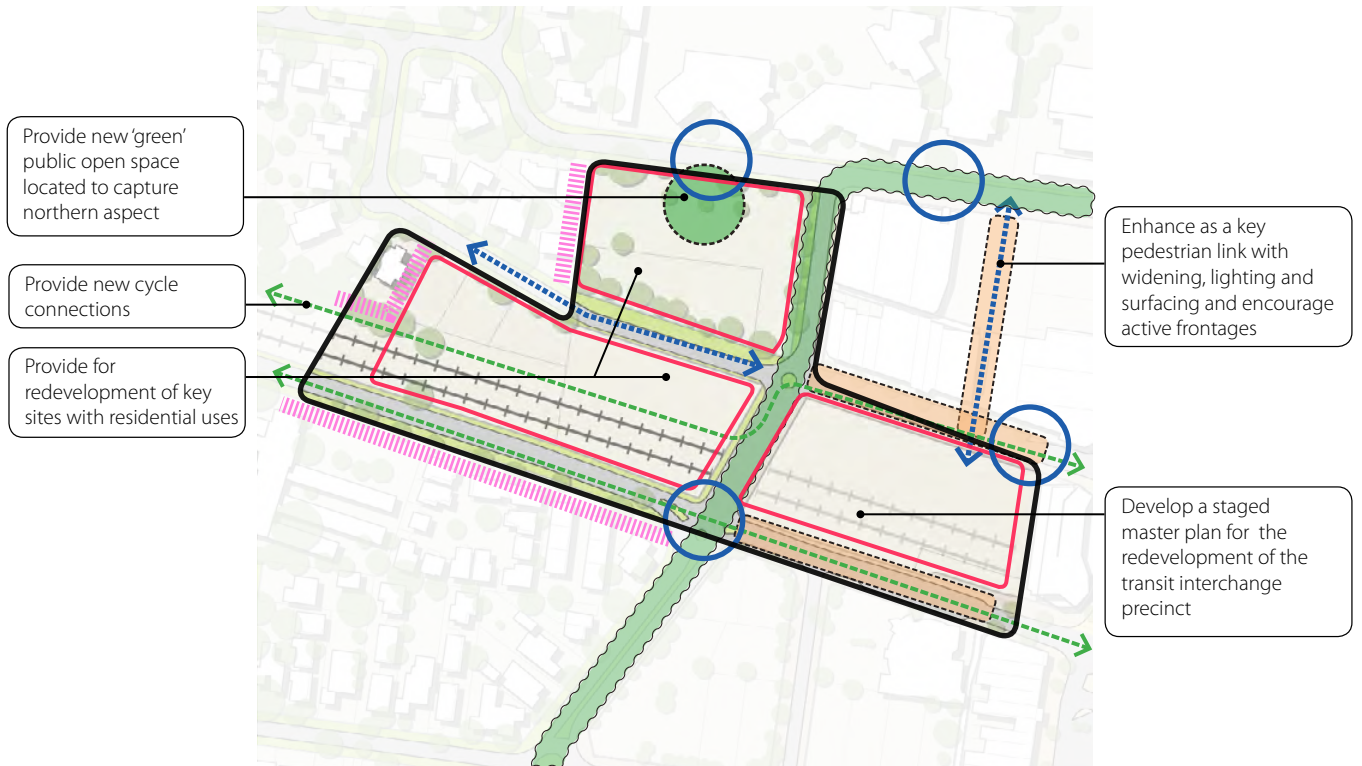 Provide new ‘green’
public open space
located to capture
northern aspect
Provide new cycle
connections
Provide for
redevelopment of key
sites with residential uses
Enhance as a key
pedestrian link with
widening, lighting and
surfacing and encourage
active frontages
Develop a staged
master plan for the
redevelopment of the
transit interchange
precinct